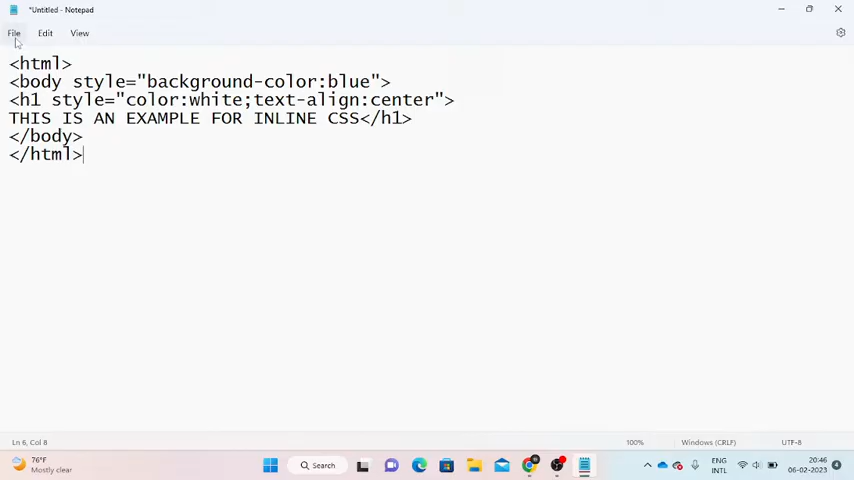 *Untitled - Notepad
File Edit View
<html>
<body style="background-color:blue">
<h1 style="color:white;text-align:center">
THIS IS AN EXAMPLE FOR INLINE CSS</h1>
</body>
</html>
Ln 6, Col 8 100% Windows (CRLF) UTF-8
76°F
Mostly clear
Search
ENG
INTL
20:46
06-02-2023
4